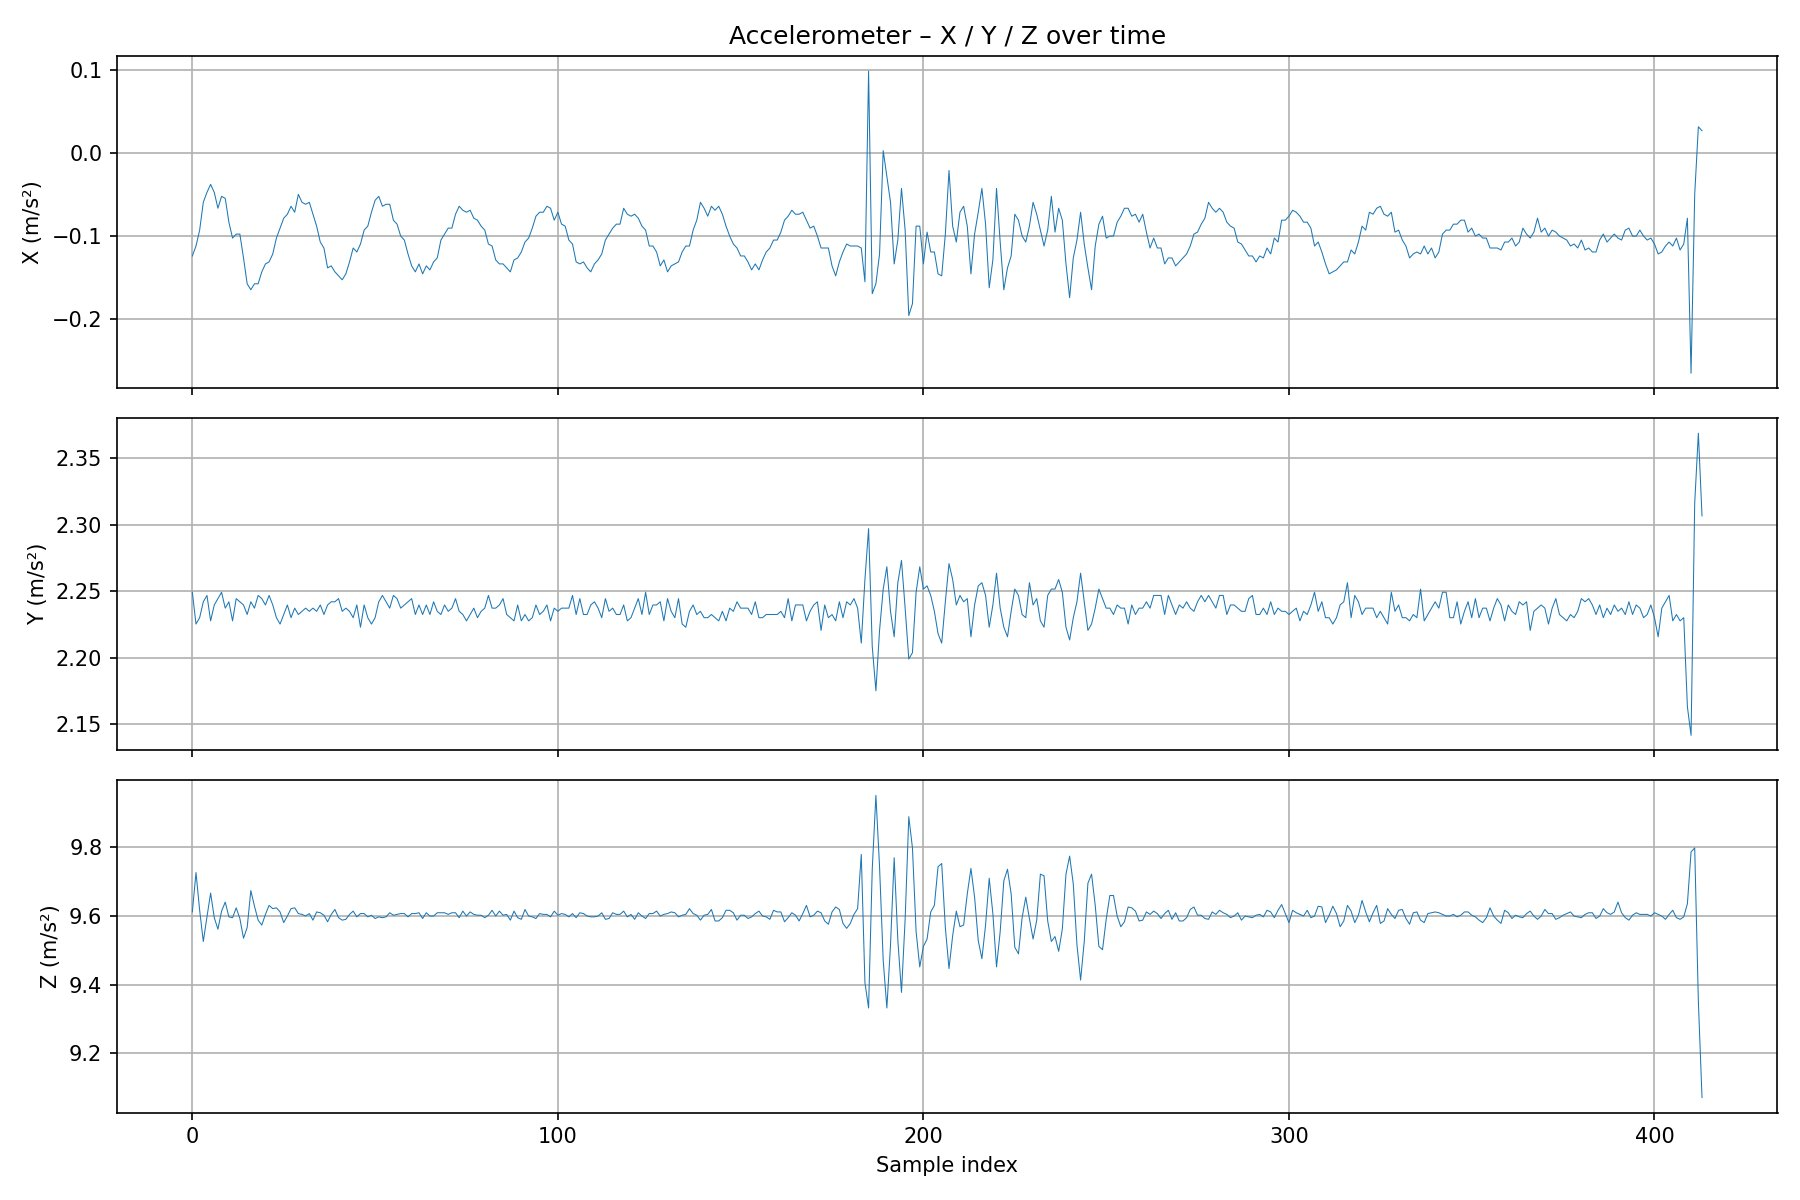 Accelerometer – X / Y / Z over time
0.1
0.0
−0.1
−0.2
X (m/s²)
2.35
2.30
2.25
2.20
2.15
Y (m/s²)
9.8
9.6
9.4
9.2
Z (m/s²)
0 100 200 300 400
Sample index